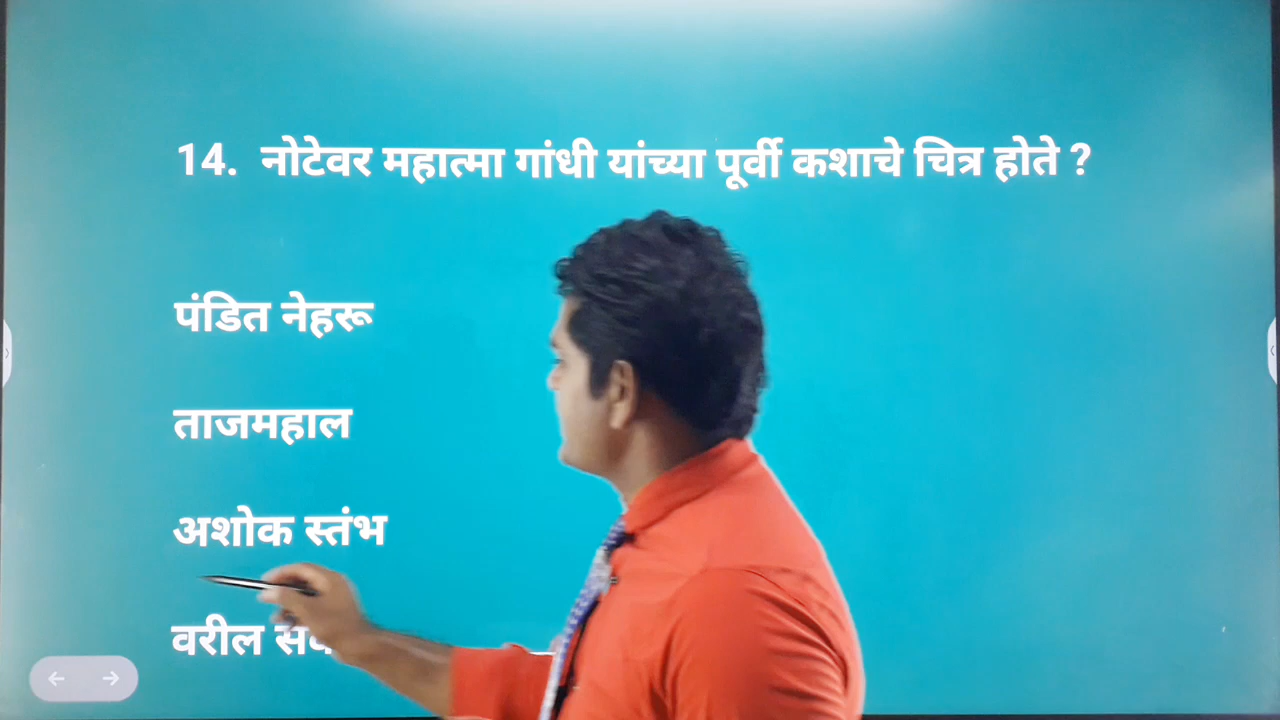 14. नोटेवर महात्मा गांधी यांच्या पूर्वी कशाचे चित्र होते ?
पंडित नेहरू
ताजमहाल
अशोक स्तंभ
वरील